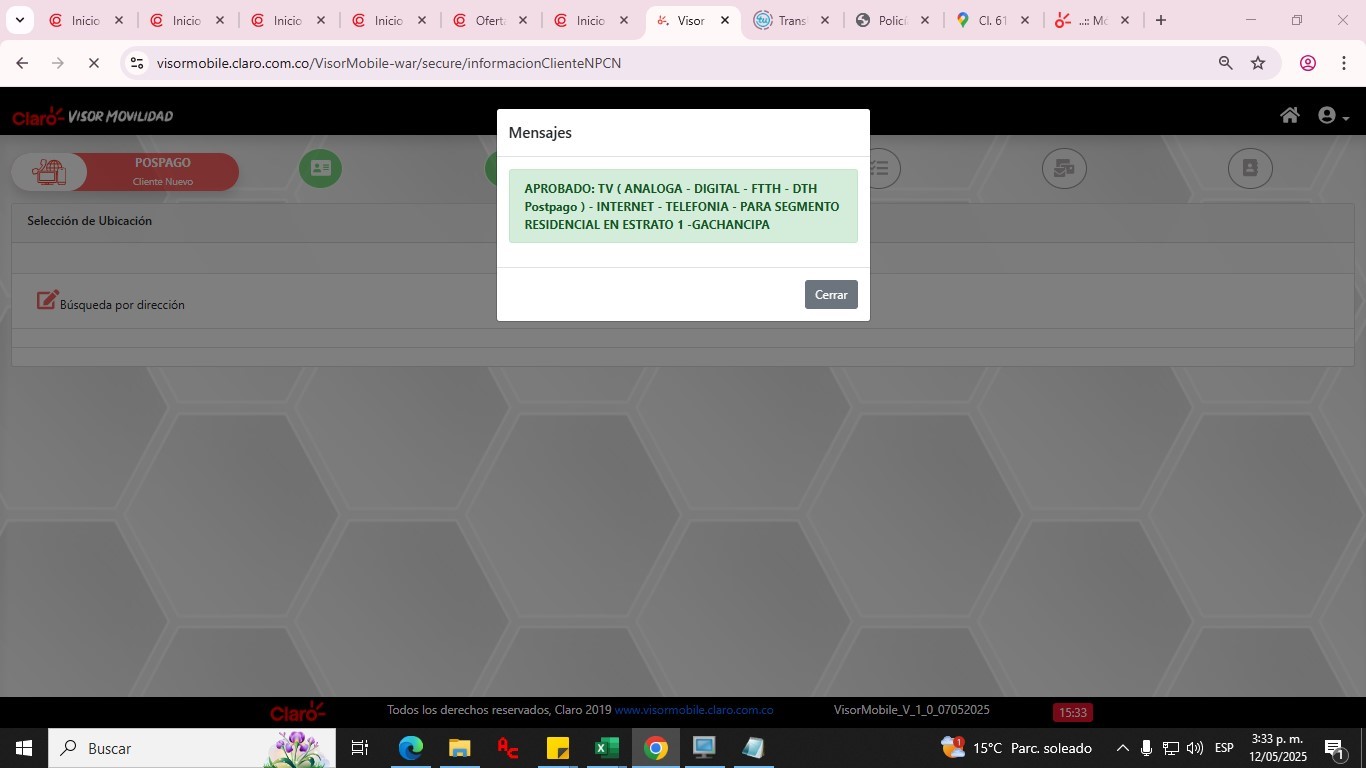 Inicio
Inicio
Inicio
Inicio
Oferta
Inicio
Visor
Trans
Polici
Cl. 61
..:: Mó
visormobile.claro.com.co/VisorMobile-war/secure/informacionClienteNPCN
Claro VISOR MOVILIDAD
POSPAGO
Cliente Nuevo
Selección de Ubicación
Búsqueda por dirección
Mensajes
APROBADO: TV ( ANALOGA - DIGITAL - FTTH - DTH
Postpago ) - INTERNET - TELEFONIA - PARA SEGMENTO
RESIDENCIAL EN ESTRATO 1 -GACHANCIPA
Cerrar
Claro
Todos los derechos reservados, Claro 2019 www.visormobile.claro.com.co
VisorMobile_V_1_0_07052025
15:33
Buscar
1
15°C Parc. soleado
ESP
3:33 p. m.
12/05/2025
1